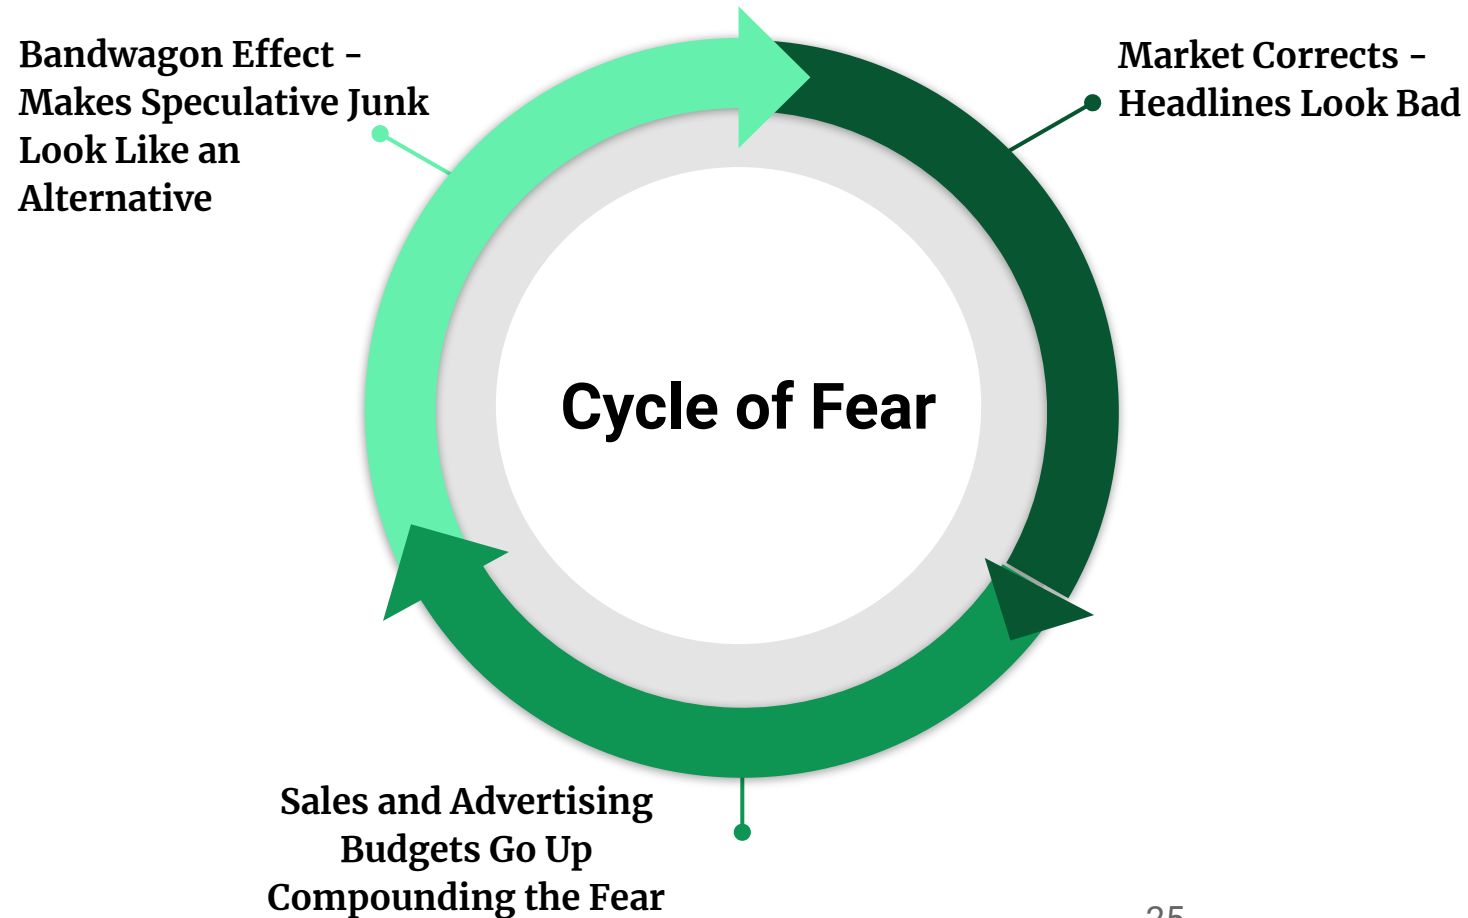 Bandwagon Effect -
Makes Speculative Junk
Look Like an
Alternative
Market Corrects -
Headlines Look Bad
Cycle of Fear
Sales and Advertising
Budgets Go Up
Compounding the Fear
25